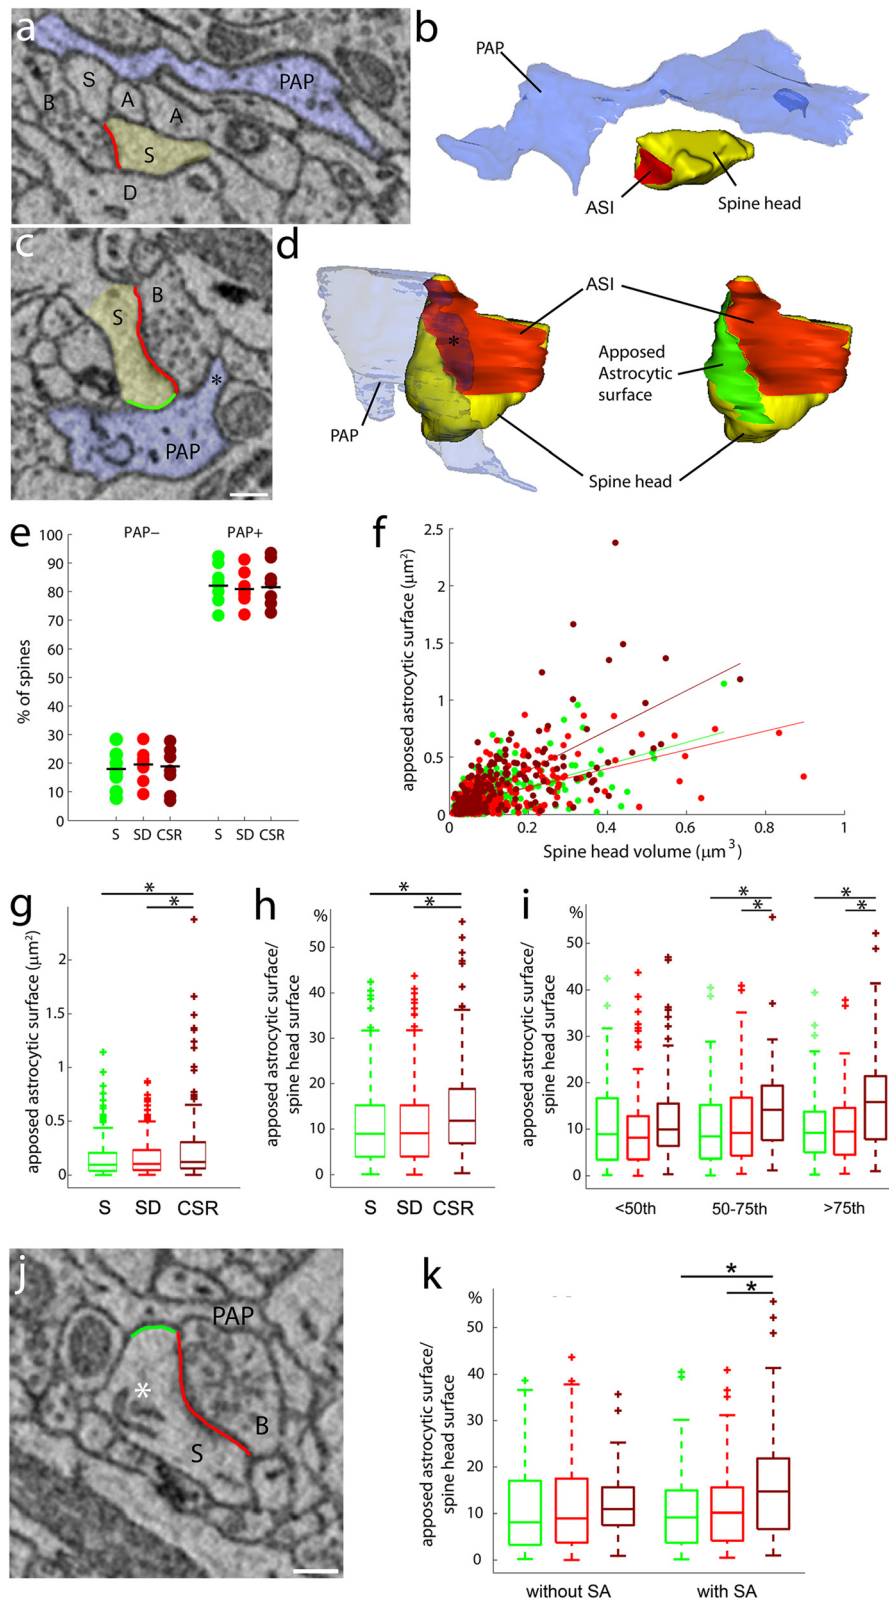 a
PAP
S
B
A
A
S
D
b
PAP
ASI
Spine head
c
B
S
*
PAP
d
ASI
*
Apposed
Astrocytic
surface
PAP
Spine head
e
PAP−
PAP+
100
90
80
70
60
50
40
30
20
10
0
% of spines
S SD CSR S SD CSR
f
2.5
2
1.5
1
0.5
0
apposed astrocytic surface (μm²)
0 0.2 0.4 0.6 0.8 1
Spine head volume (μm³)
g
*
*
2
1
0.5
0
apposed astrocytic surface (μm²)
S SD CSR
h
*
*
%
50
40
30
20
10
0
apposed astrocytic surface/
spine head surface
S SD CSR
i
* *
* *
%
50
40
30
20
10
0
apposed astrocytic surface/
spine head surface
<50th 50-75th >75th
j
PAP
*
B
S
k
*
*
%
50
40
30
20
10
0
apposed astrocytic surface/
spine head surface
without SA with SA